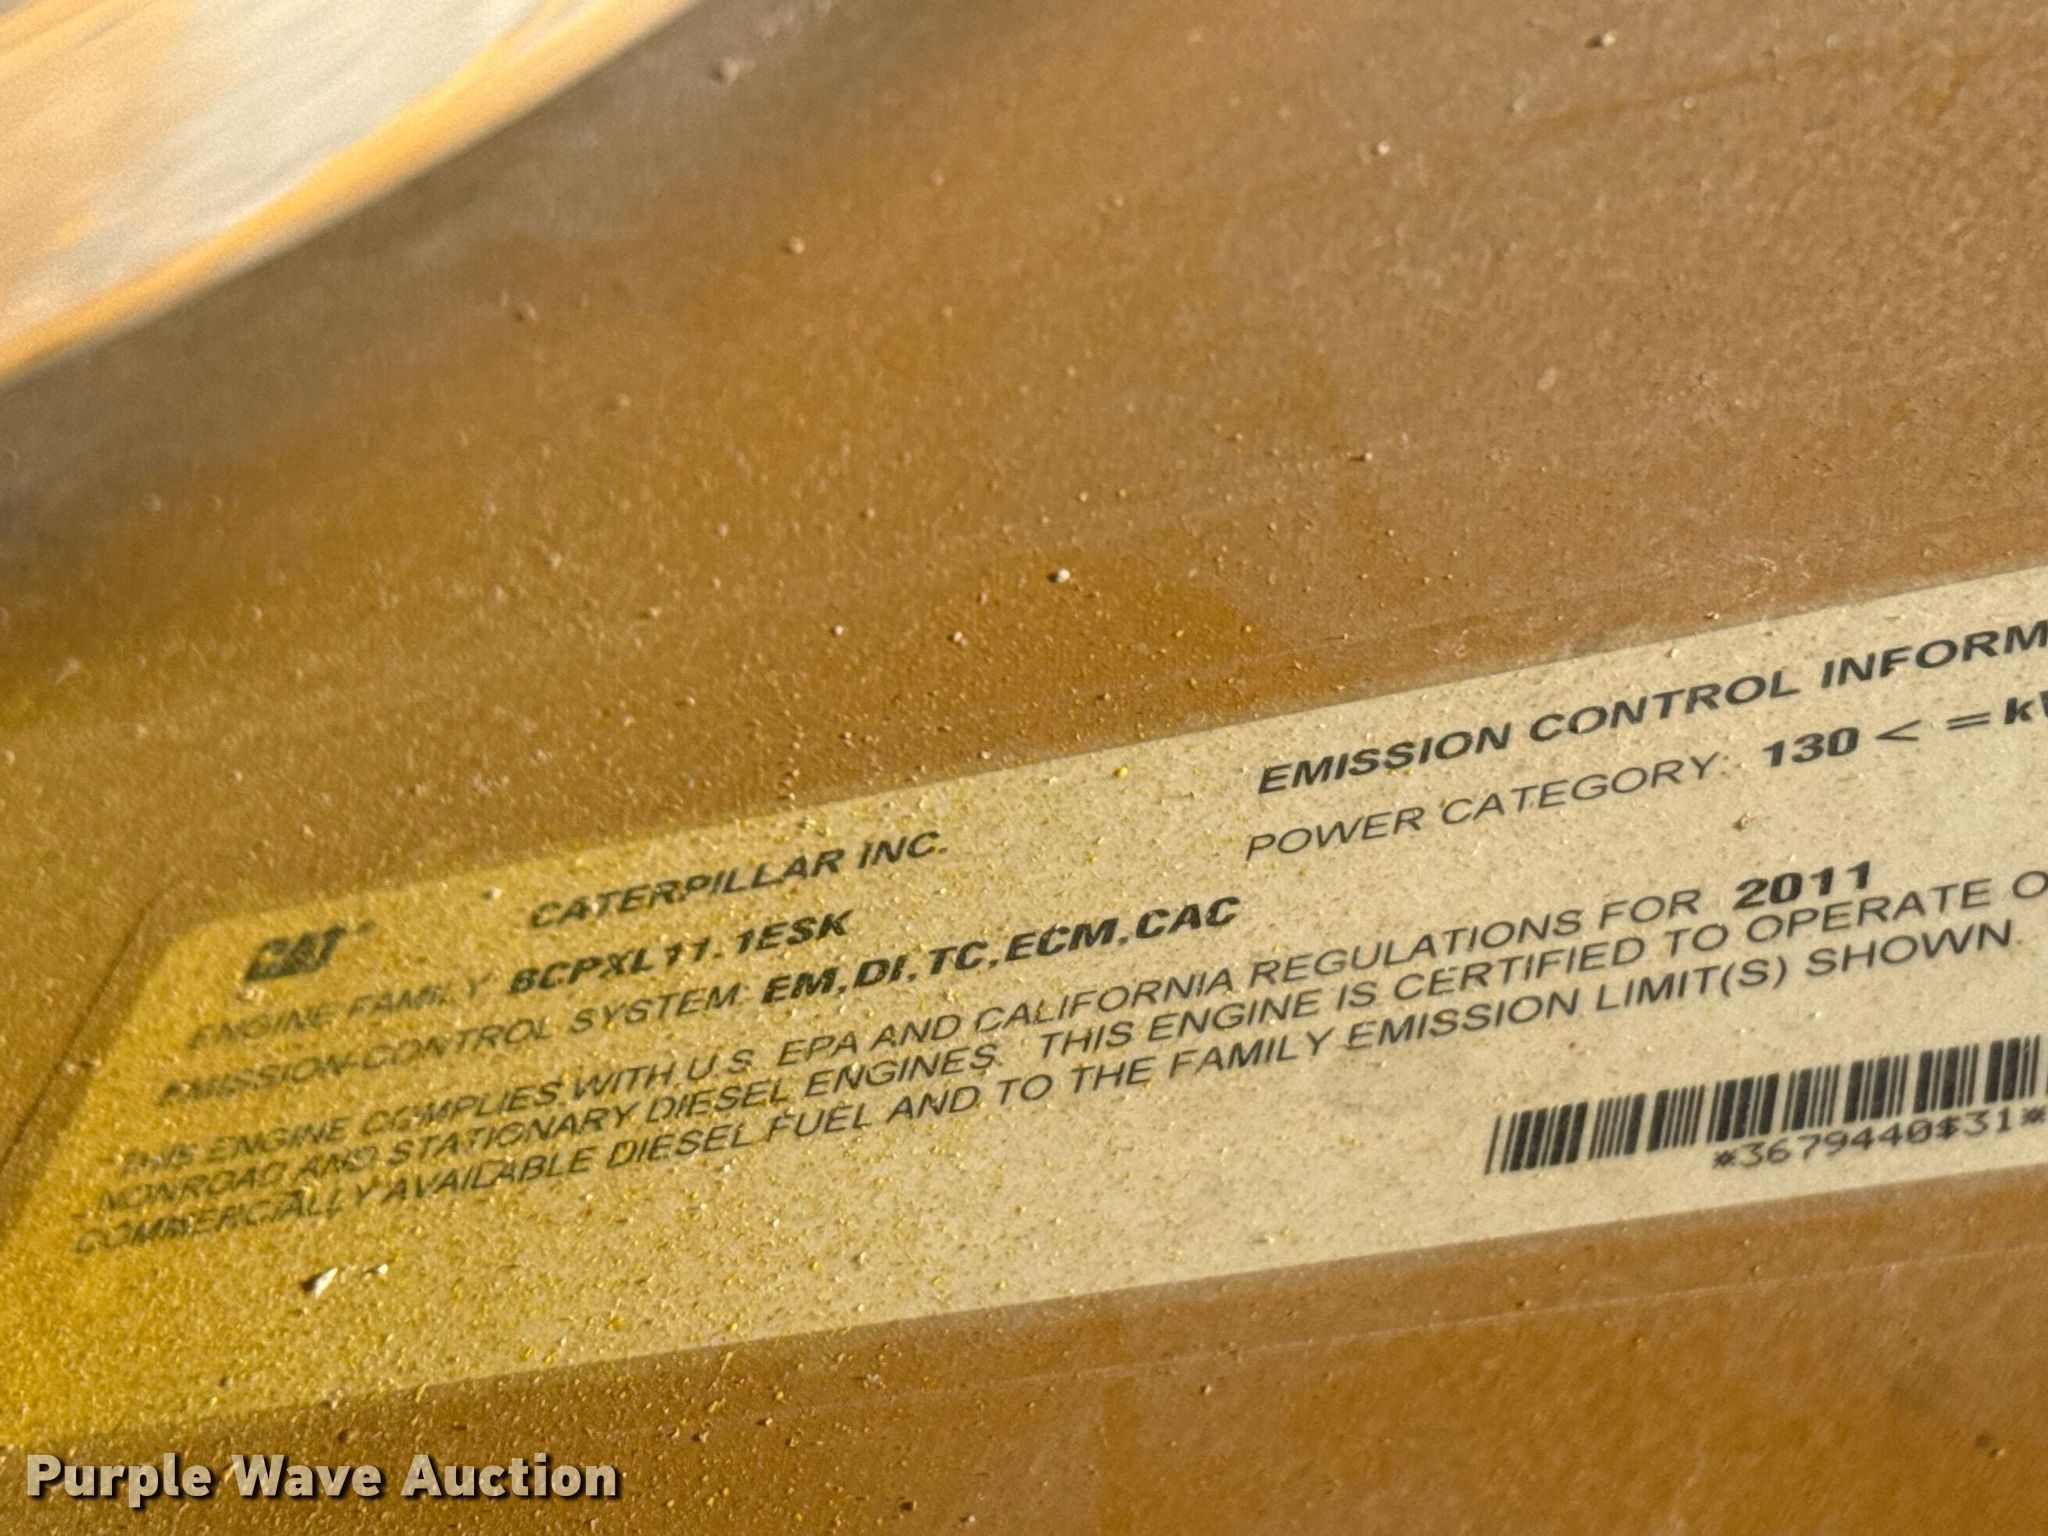 EMISSION CONTROL INFORM
CATERPILLAR INC.
POWER CATEGORY: 130 < =k
CAT
ENGINE FAMILY: BCPXL11.1ESK
EMISSION-CONTROL SYSTEM: EM,DI,TC,ECM,CAC
- THIS ENGINE COMPLIES WITH U.S. EPA AND CALIFORNIA REGULATIONS FOR 2011
NONROAD AND STATIONARY DIESEL ENGINES. THIS ENGINE IS CERTIFIED TO OPERATE O
- COMMERCIALLY AVAILABLE DIESEL FUEL AND TO THE FAMILY EMISSION LIMIT(S) SHOWN.
*3679440$31*
Purple Wave Auction